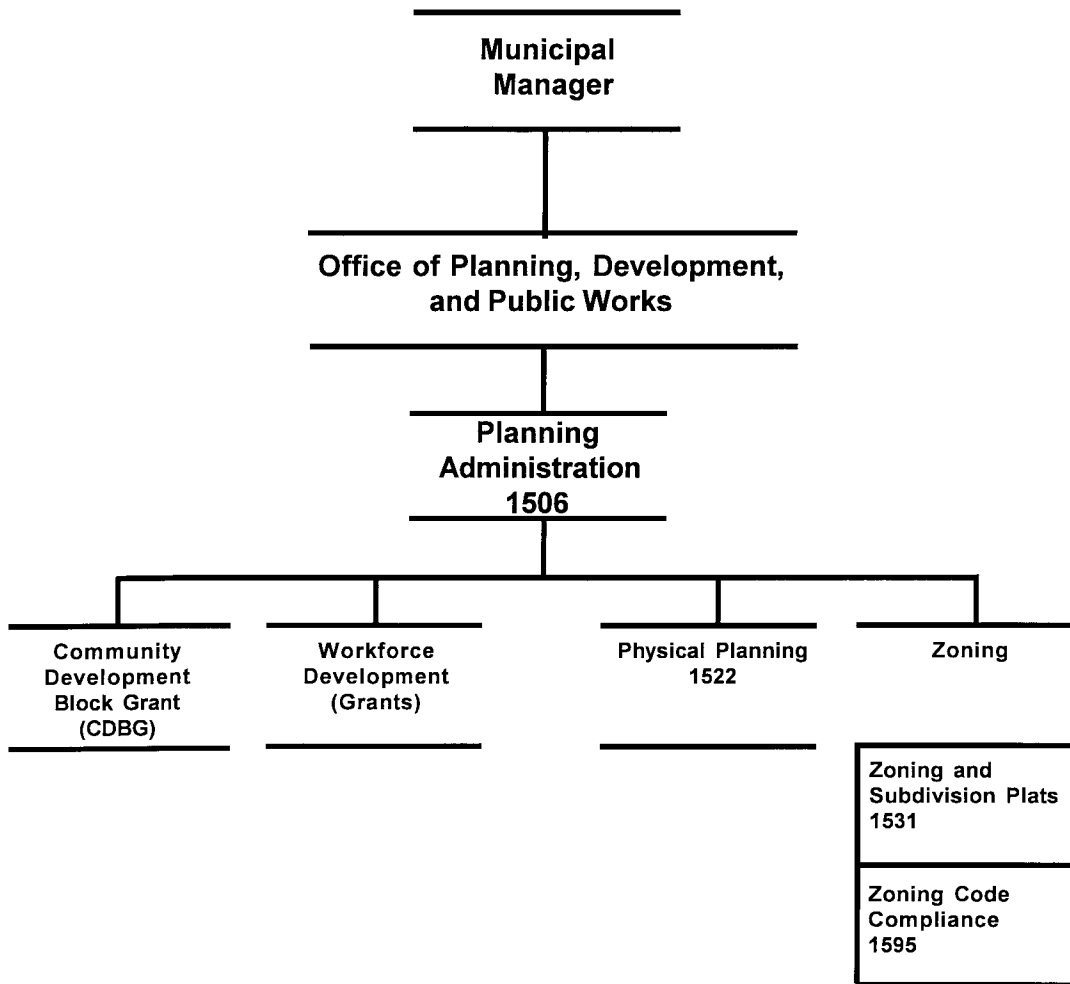 Municipal
Manager
Office of Planning, Development,
and Public Works
Planning
Administration
1506
Community
Development
Block Grant
(CDBG)
Workforce
Development
(Grants)
Physical Planning
1522
Zoning
Zoning and
Subdivision Plats
1531
Zoning Code
Compliance
1595